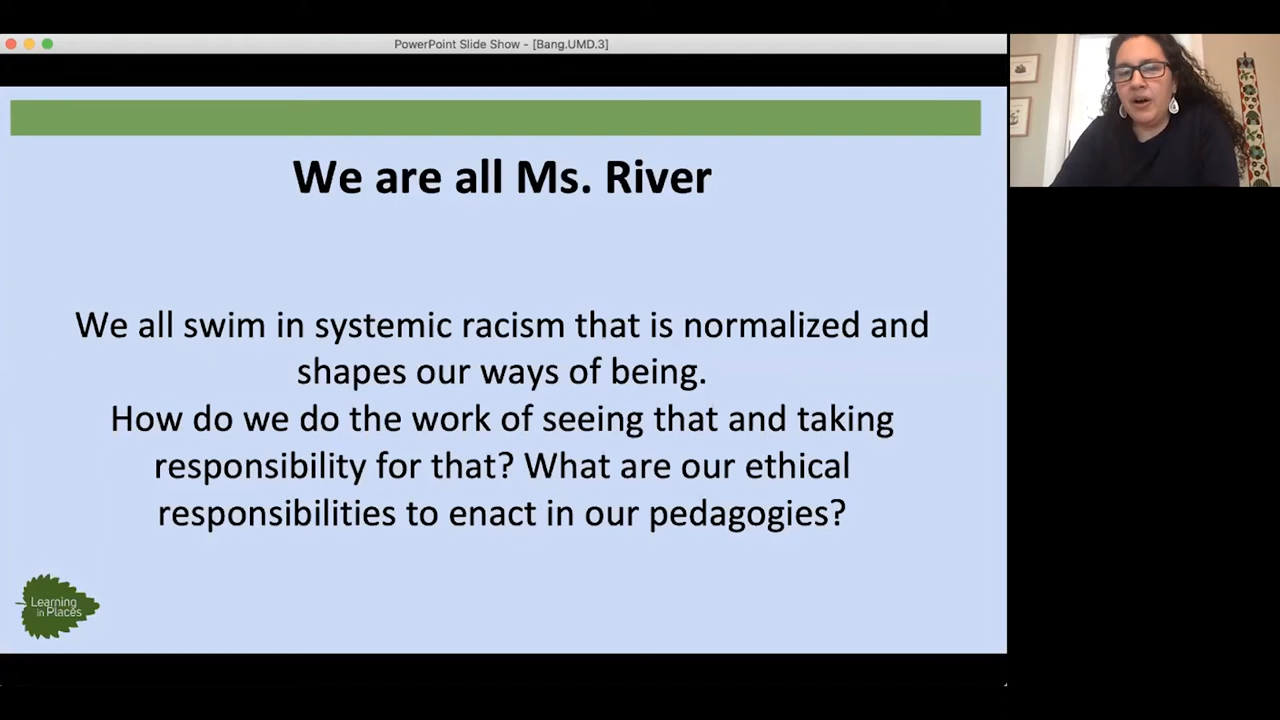 PowerPoint Slide Show - [Bang.UMD.3]
We are all Ms. River
We all swim in systemic racism that is normalized and
shapes our ways of being.
How do we do the work of seeing that and taking
responsibility for that? What are our ethical
responsibilities to enact in our pedagogies?
Learning
in Places